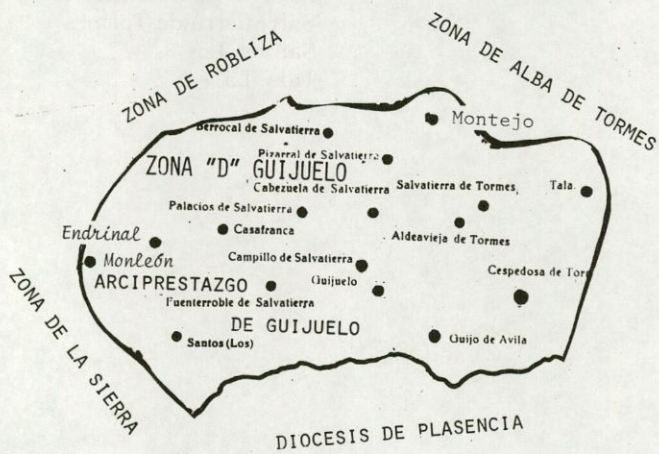 ZONA DE ROBLIZA
ZONA DE ALBA DE TORMES
Montejo
Berrocal de Salvatierra
Pizarral de Salvatierra
ZONA "D" GUIJUELO
Cabezuela de Salvatierra
Salvatierra de Tormes
Tala.
Palacios de Salvatierra
Casafranca
Aldeavieja de Tormes
Endrinal
Monleón
Campillo de Salvatierra
Cespedosa de Torm
ARCIPRESTAZGO
Guijuelo
Fuenterroble de Salvatierra
DE GUIJUELO
Santos (Los)
Guijo de Avila
ZONA DE LA SIERRA
DIOCESIS DE PLASENCIA